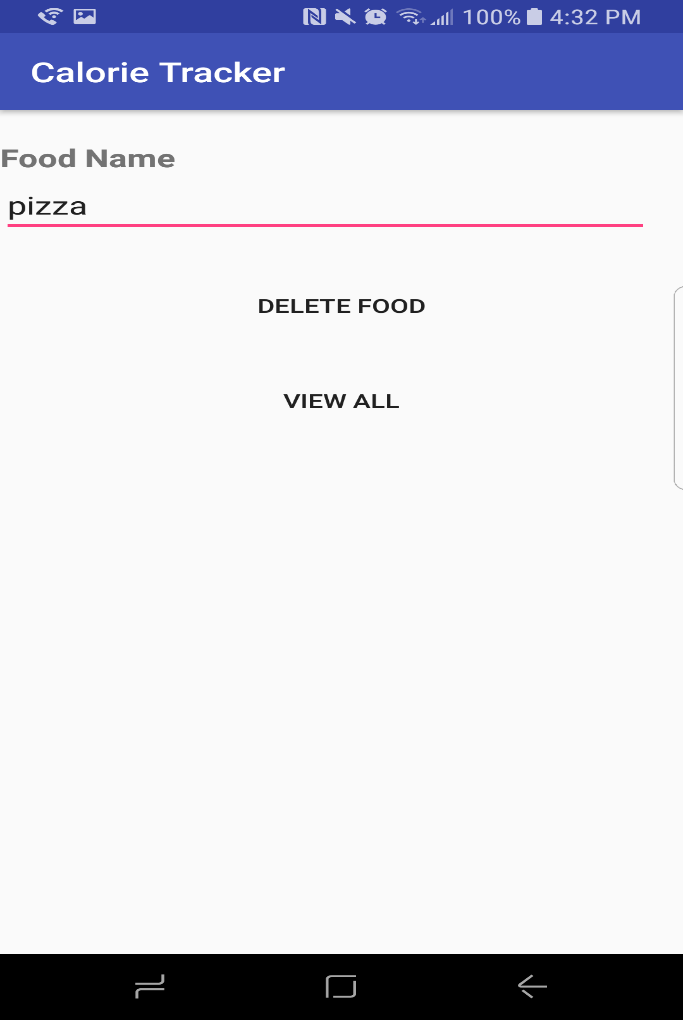 100% 4:32 PM
Calorie Tracker
Food Name
pizza
DELETE FOOD
VIEW ALL